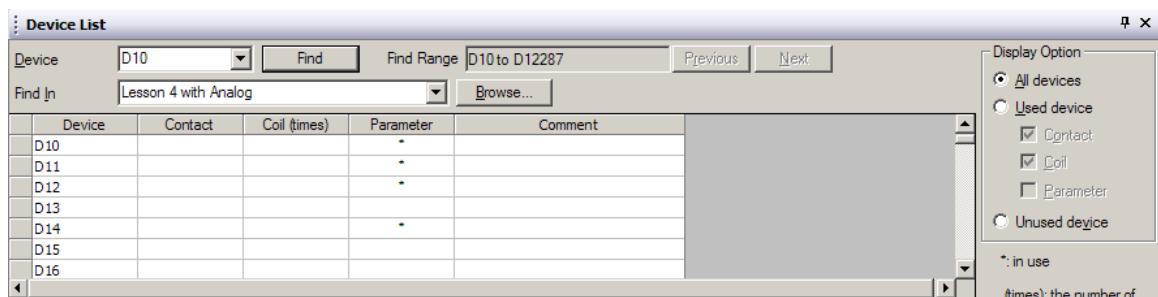 Device List
Device D10 Find Find Range D10 to D12287 Previous Next
Find In Lesson 4 with Analog Browse...
Device Contact Coil (times) Parameter Comment
D10 *
D11 *
D12 *
D13
D14 *
D15
D16
Display Option
All devices
Used device
Contact
Coil
Parameter
Unused device
*: in use
(times): the number of